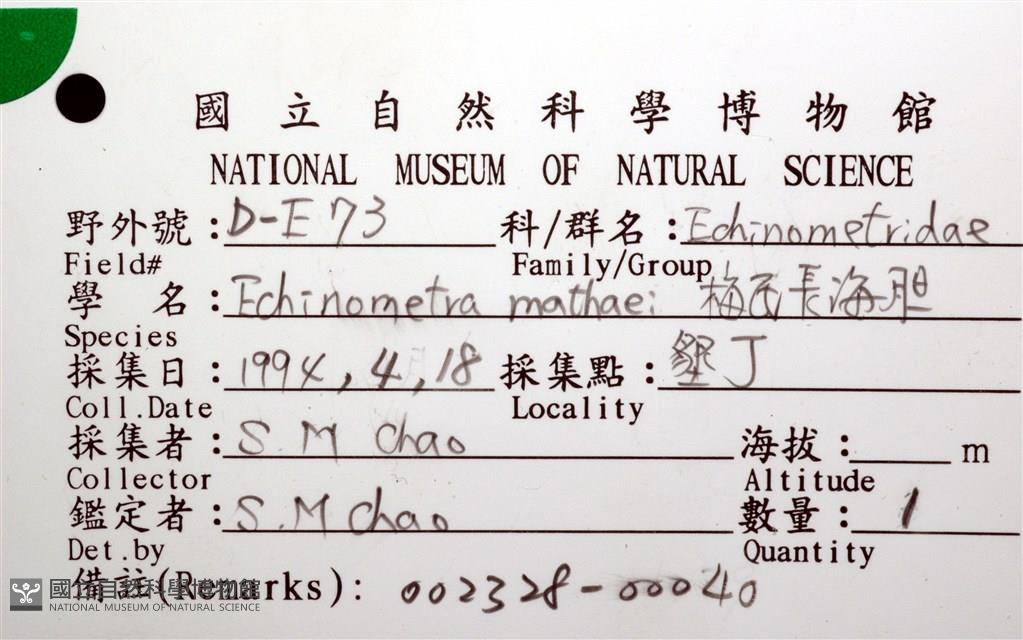 國立自然科學博物館
NATIONAL MUSEUM OF NATURAL SCIENCE
野外號：D-E 73 科/群名：Echinometridae
Field# Family/Group
學 名：Echinometra mathaei 梅氏長海胆
Species
採集日：1994, 4, 18 採集點：墾丁
Coll.Date Locality
採集者：S.M Chao 海拔： m
Collector Altitude
鑑定者：S.M Chao 數量：1
Det.by Quantity
備註(Remarks): 002328-00040
國立自然科學博物館
NATIONAL MUSEUM OF NATURAL SCIENCE